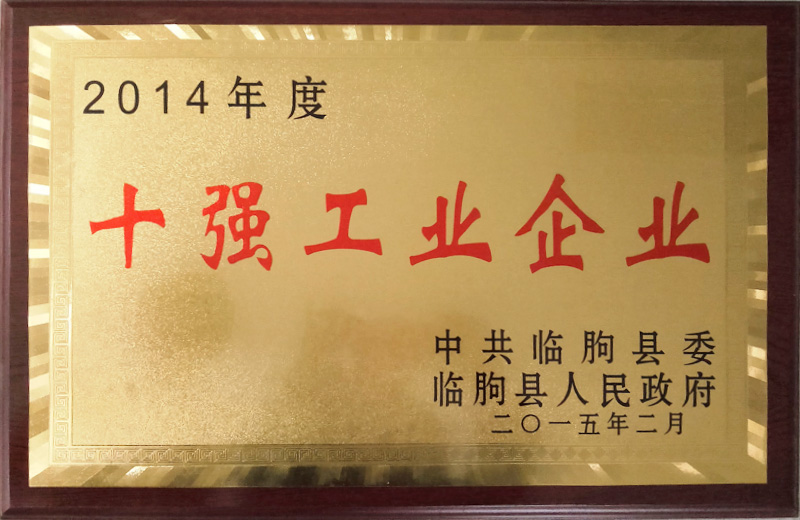 2014年度
十强工业企业
中共临朐县委
临朐县人民政府
二〇一五年二月